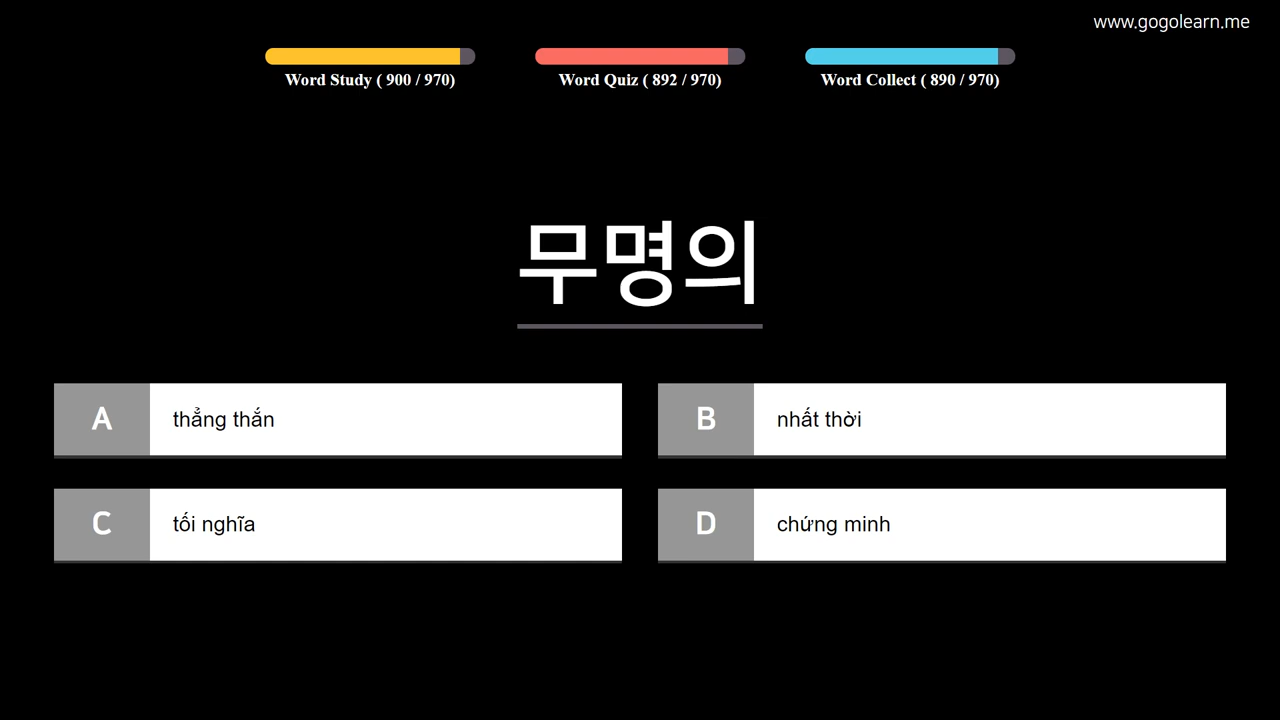 www.gogolearn.me
Word Study ( 900 / 970)
Word Quiz ( 892 / 970)
Word Collect ( 890 / 970)
무명의
A thẳng thắn
B nhất thời
C tối nghĩa
D chứng minh